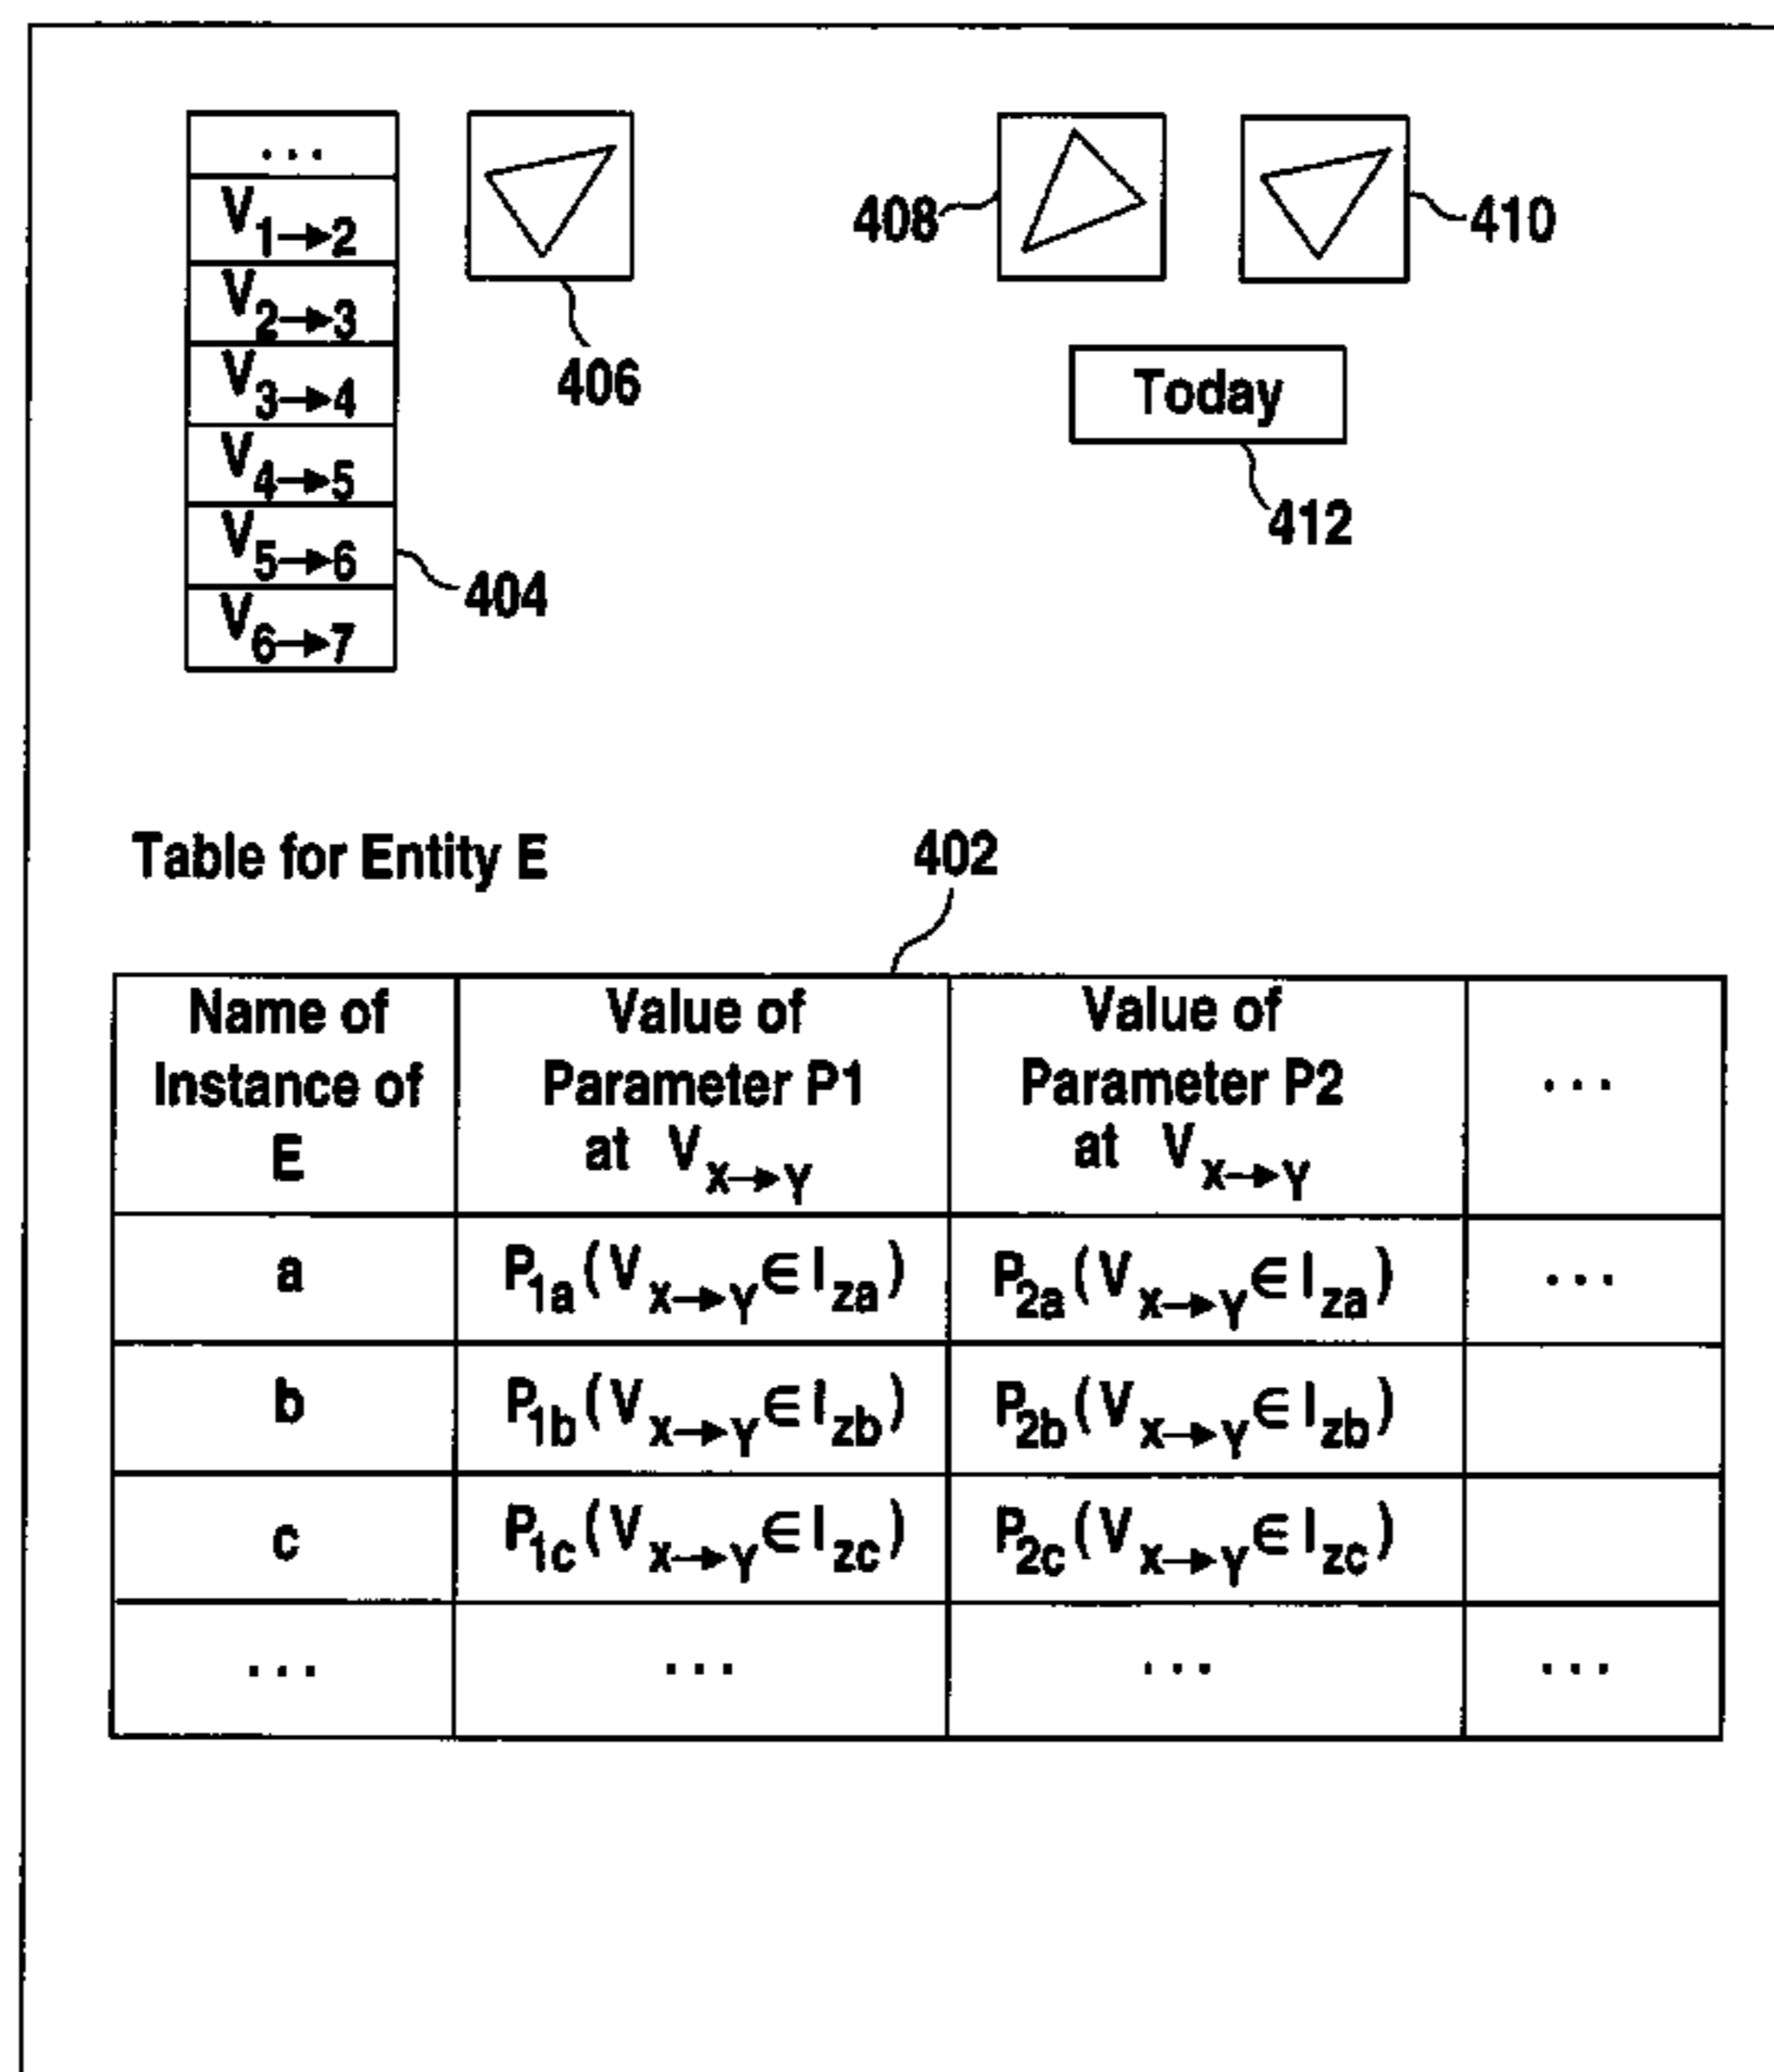 ...
V1→2
V2→3
V3→4
V4→5
V5→6
V6→7
404
406
408
410
Today
412
Table for Entity E
402
Name of Instance of E
Value of Parameter P1 at VX→Y
Value of Parameter P2 at VX→Y
...
a
P1a(VX→Y∈Iza)
P2a(VX→Y∈Iza)
...
b
P1b(VX→Y∈Izb)
P2b(VX→Y∈Izb)
c
P1c(VX→Y∈Izc)
P2c(VX→Y∈Izc)
...
...
...
...